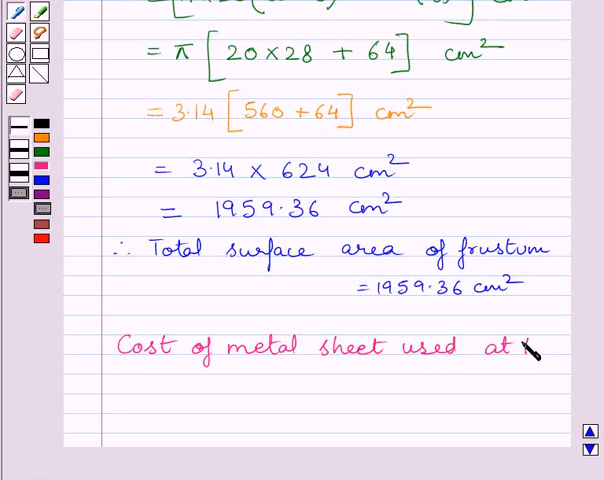 = π [ 20 × 28 + 64 ] cm²
= 3.14 [ 560 + 64 ] cm²
= 3.14 × 624 cm²
= 1959.36 cm²
∴ Total surface area of frustum
= 1959.36 cm²
Cost of metal sheet used at